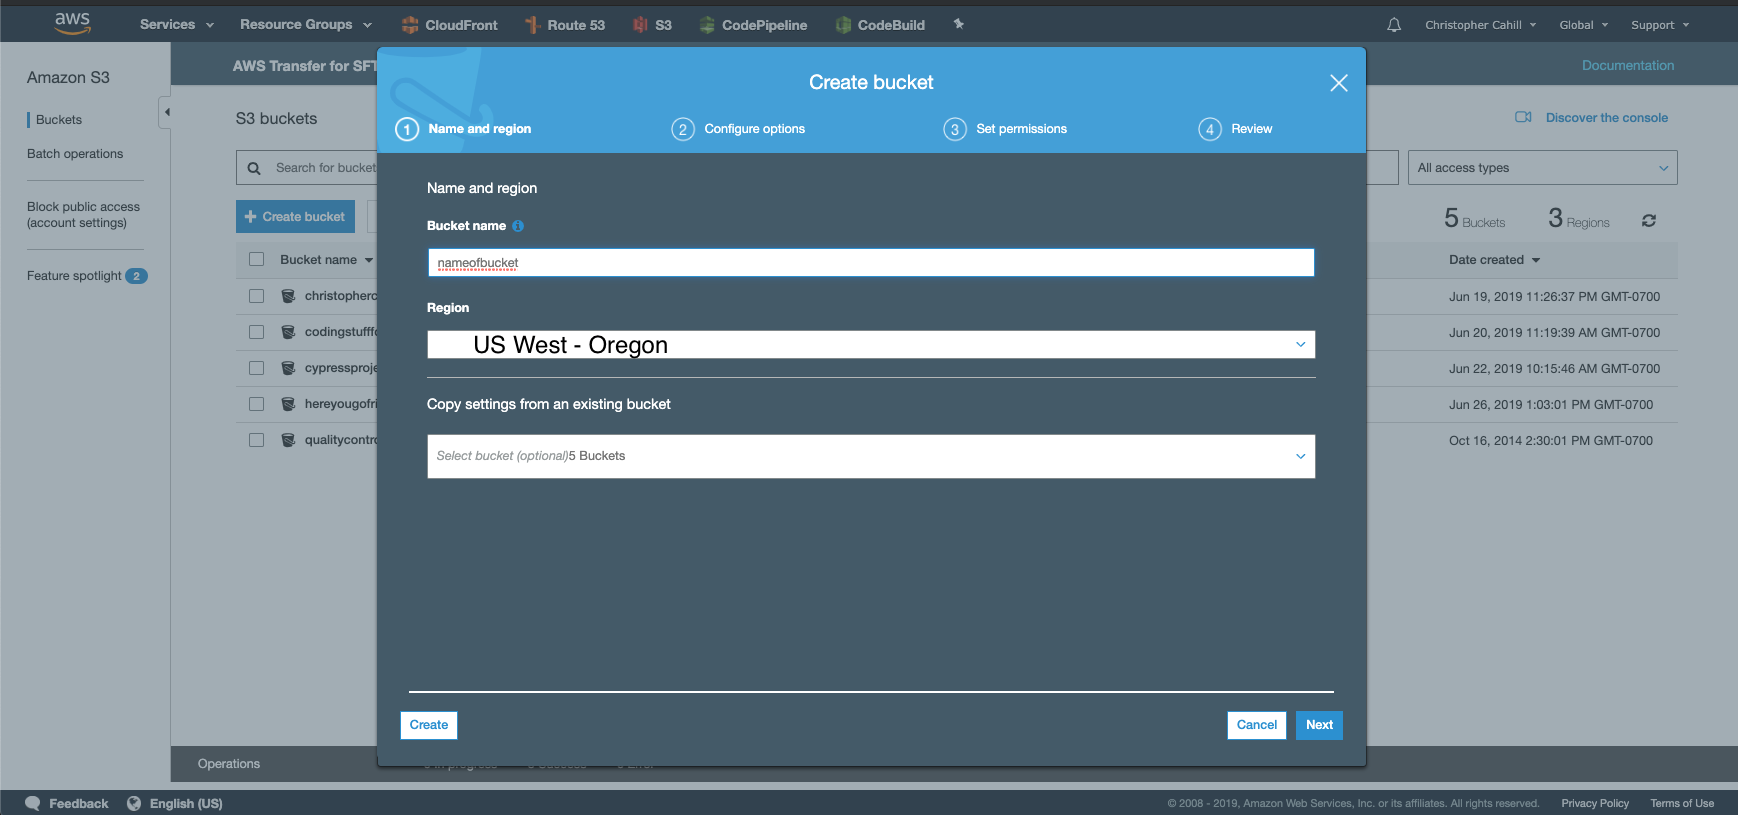 aws Services Resource Groups CloudFront Route 53 S3 CodePipeline CodeBuild Christopher Cahill Global Support
Amazon S3
Buckets
Batch operations
Block public access
(account settings)
Feature spotlight 2
AWS Transfer for SFT
Documentation
S3 buckets
Discover the console
Search for bucket
All access types
Create bucket
5 Buckets 3 Regions
Bucket name Date created
christopherc Jun 19, 2019 11:26:37 PM GMT-0700
codingstufff Jun 20, 2019 11:19:39 AM GMT-0700
cypressproje Jun 22, 2019 10:15:46 AM GMT-0700
hereyougofri Jun 26, 2019 1:03:01 PM GMT-0700
qualitycontro Oct 16, 2014 2:30:01 PM GMT-0700
Create bucket
1 Name and region 2 Configure options 3 Set permissions 4 Review
Name and region
Bucket name
nameofbucket
Region
US West - Oregon
Copy settings from an existing bucket
Select bucket (optional)5 Buckets
Create Cancel Next
Operations
Feedback English (US) © 2008 - 2019, Amazon Web Services, Inc. or its affiliates. All rights reserved. Privacy Policy Terms of Use